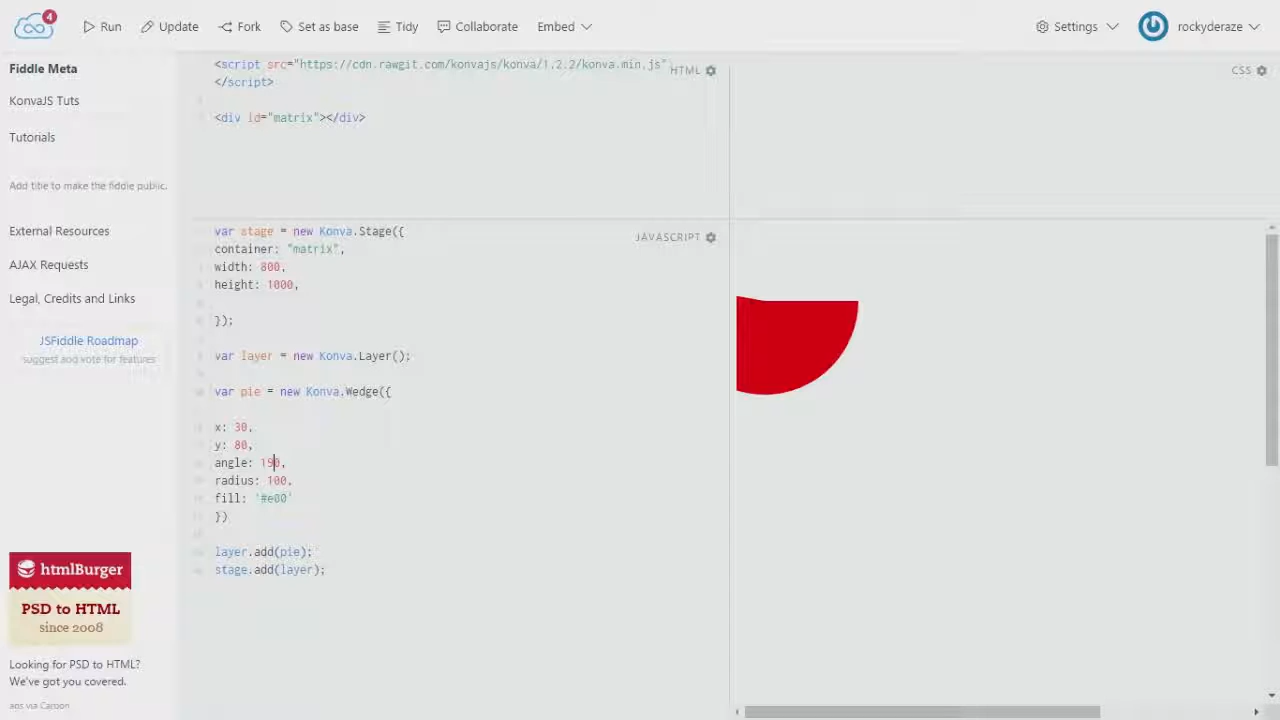 4
Run
Update
Fork
Set as base
Tidy
Collaborate
Embed
Settings
rockyderaze
Fiddle Meta
KonvaJS Tuts
Tutorials
Add title to make the fiddle public.
External Resources
AJAX Requests
Legal, Credits and Links
JSFiddle Roadmap
suggest and vote for features
htmlBurger
PSD to HTML
since 2008
Looking for PSD to HTML?
We've got you covered.
ads via Carbon
<script src="https://cdn.rawgit.com/konvajs/konva/1.2.2/konva.min.js"
</script>
<div id="matrix"></div>
HTML
CSS
var stage = new Konva.Stage({
container: "matrix",
width: 800,
height: 1000,
});
var layer = new Konva.Layer();
var pie = new Konva.Wedge({
x: 30,
y: 80,
angle: 190,
radius: 100,
fill: '#e00'
})
layer.add(pie);
stage.add(layer);
JAVASCRIPT